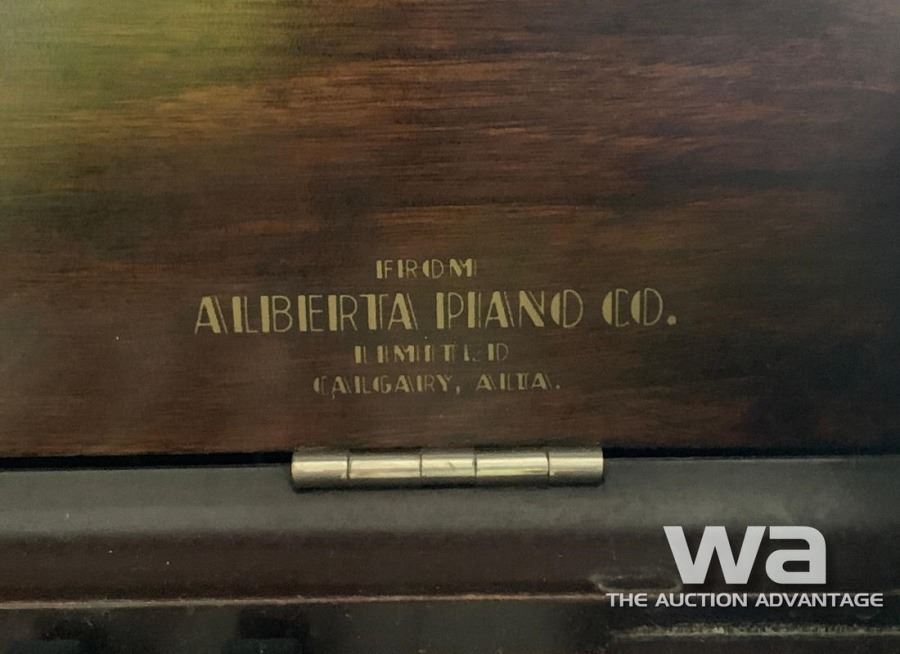 FROM
ALBERTA PIANO CO.
LIMITED
CALGARY, ALTA.
wa
THE AUCTION ADVANTAGE